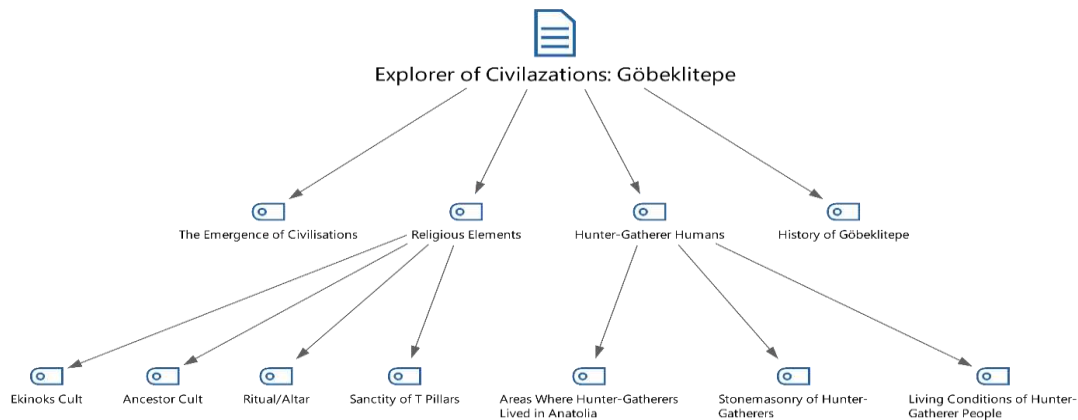 Explorer of Civilazations: Göbeklitepe
The Emergence of Civilisations
Religious Elements
Hunter-Gatherer Humans
History of Göbeklitepe
Ekinoks Cult
Ancestor Cult
Ritual/Altar
Sanctity of T Pillars
Areas Where Hunter-Gatherers
Lived in Anatolia
Stonemasonry of Hunter-
Gatherers
Living Conditions of Hunter-
Gatherer People